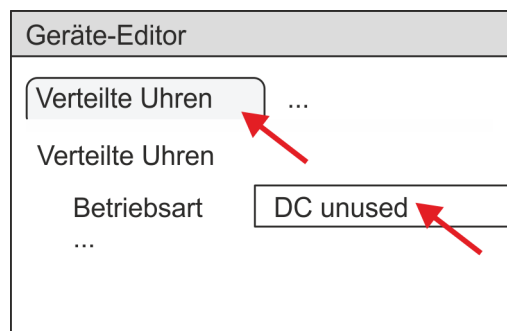 Geräte-Editor
Verteilte Uhren ...
Verteilte Uhren
Betriebsart DC unused
...